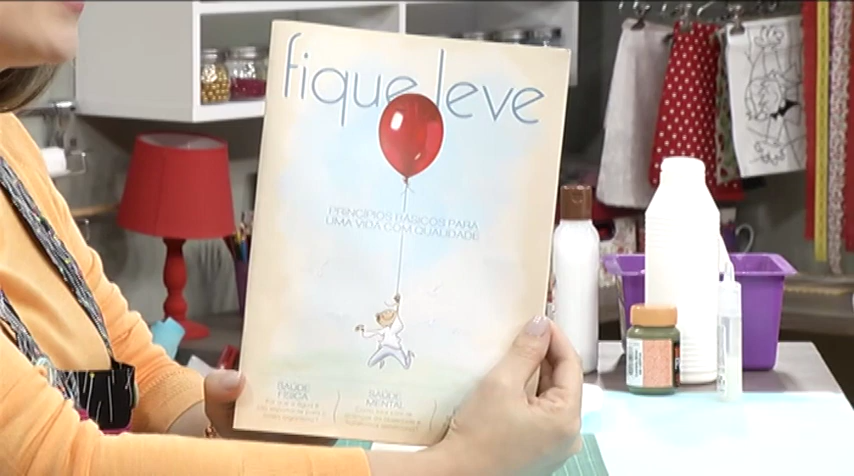 fique leve
PRINCÍPIOS BÁSICOS PARA
UMA VIDA COM QUALIDADE
SAÚDE
FÍSICA
SAÚDE
MENTAL